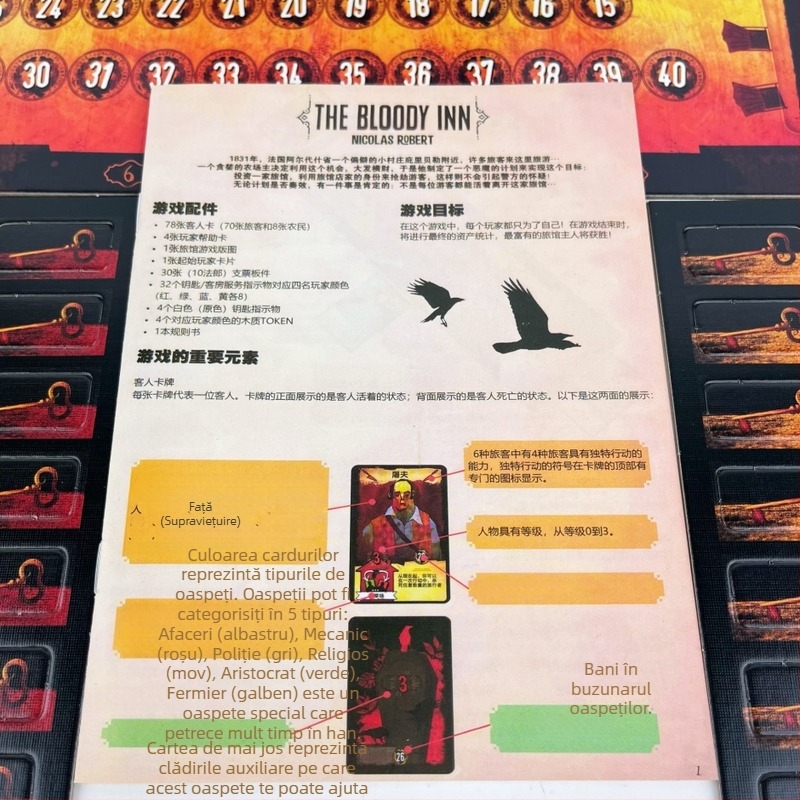 24 23 22 21 20 19 18 17 16 15
30 31 32 33 34 35 36 37 38 39 40
6
THE BLOODY INN
NICOLAS ROBERT
1831年，法国阿尔代什省一个偏僻的小村庄庇里贝勒附近，许多旅客来这里旅游…
一个贪婪的农场主决定利用这个机会，大发横财，于是他制定了一个恶魔的计划来实现这个目标：
投资一家旅馆，利用旅馆店家的身份来抢劫游客，这样则不会引起警方的怀疑！
无论计划是否奏效，有一件事是肯定的：不是每位游客都能活着离开这家旅馆…
游戏配件
• 78张客人卡（70张旅客和8张农民）
• 4张玩家帮助卡
• 1张旅馆游戏版图
• 1张起始玩家卡片
• 30张（10法郎）支票板件
• 32个钥匙/客房服务指示物对应四名玩家颜色
（红、绿、蓝、黄各8）
• 4个白色（原色）钥匙指示物
• 4个对应玩家颜色的木质TOKEN
• 1本规则书
游戏目标
在这个游戏中，每个玩家都只为了自己！在游戏结束时，
将进行最终的资产统计，最富有的旅馆主人将获胜！
游戏的重要元素
客人卡牌
每张卡牌代表一位客人。卡牌的正面展示的是客人活着的状态；背面展示的是客人死亡的状态。以下是这两面的展示：
6种旅客中有4种旅客具有独特行动的
能力，独特行动的符号在卡牌的顶部有
专门的图标显示。
屠夫
人
Față
(Supraviețuire)
人物具有等级，从等级0到3。
Culoarea cardurilor
reprezintă tipurile de
oaspeți. Oaspeții pot fi
categorisiți în 5 tipuri:
Afaceri (albastru), Mecanic
(roșu), Poliție (gri), Religios
(mov), Aristocrat (verde),
Fermier (galben) este un
oaspete special care
petrece mult timp în han.
Cartea de mai jos reprezintă
clădirile auxiliare pe care
acest oaspete te poate ajuta
3
26
Bani în
buzunarul
oaspeților.
1